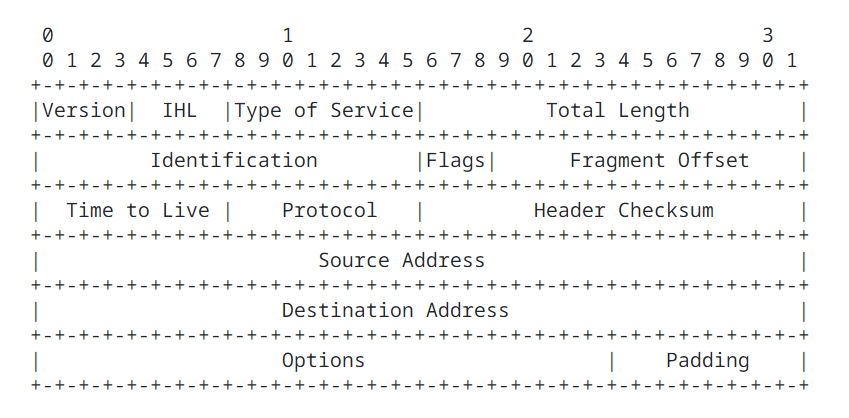 0                   1                   2                   3
 0 1 2 3 4 5 6 7 8 9 0 1 2 3 4 5 6 7 8 9 0 1 2 3 4 5 6 7 8 9 0 1
+-+-+-+-+-+-+-+-+-+-+-+-+-+-+-+-+-+-+-+-+-+-+-+-+-+-+-+-+-+-+-+-+
|Version|  IHL  |Type of Service|          Total Length         |
+-+-+-+-+-+-+-+-+-+-+-+-+-+-+-+-+-+-+-+-+-+-+-+-+-+-+-+-+-+-+-+-+
|         Identification        |Flags|      Fragment Offset    |
+-+-+-+-+-+-+-+-+-+-+-+-+-+-+-+-+-+-+-+-+-+-+-+-+-+-+-+-+-+-+-+-+
|  Time to Live |    Protocol   |         Header Checksum       |
+-+-+-+-+-+-+-+-+-+-+-+-+-+-+-+-+-+-+-+-+-+-+-+-+-+-+-+-+-+-+-+-+
|                       Source Address                          |
+-+-+-+-+-+-+-+-+-+-+-+-+-+-+-+-+-+-+-+-+-+-+-+-+-+-+-+-+-+-+-+-+
|                    Destination Address                        |
+-+-+-+-+-+-+-+-+-+-+-+-+-+-+-+-+-+-+-+-+-+-+-+-+-+-+-+-+-+-+-+-+
|                    Options                    |    Padding    |
+-+-+-+-+-+-+-+-+-+-+-+-+-+-+-+-+-+-+-+-+-+-+-+-+-+-+-+-+-+-+-+-+